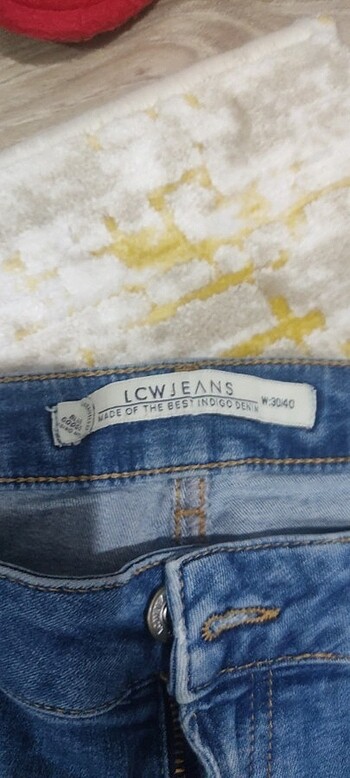 LCWJEANS
MADE OF THE BEST INDIGO DENIM
W:30/40